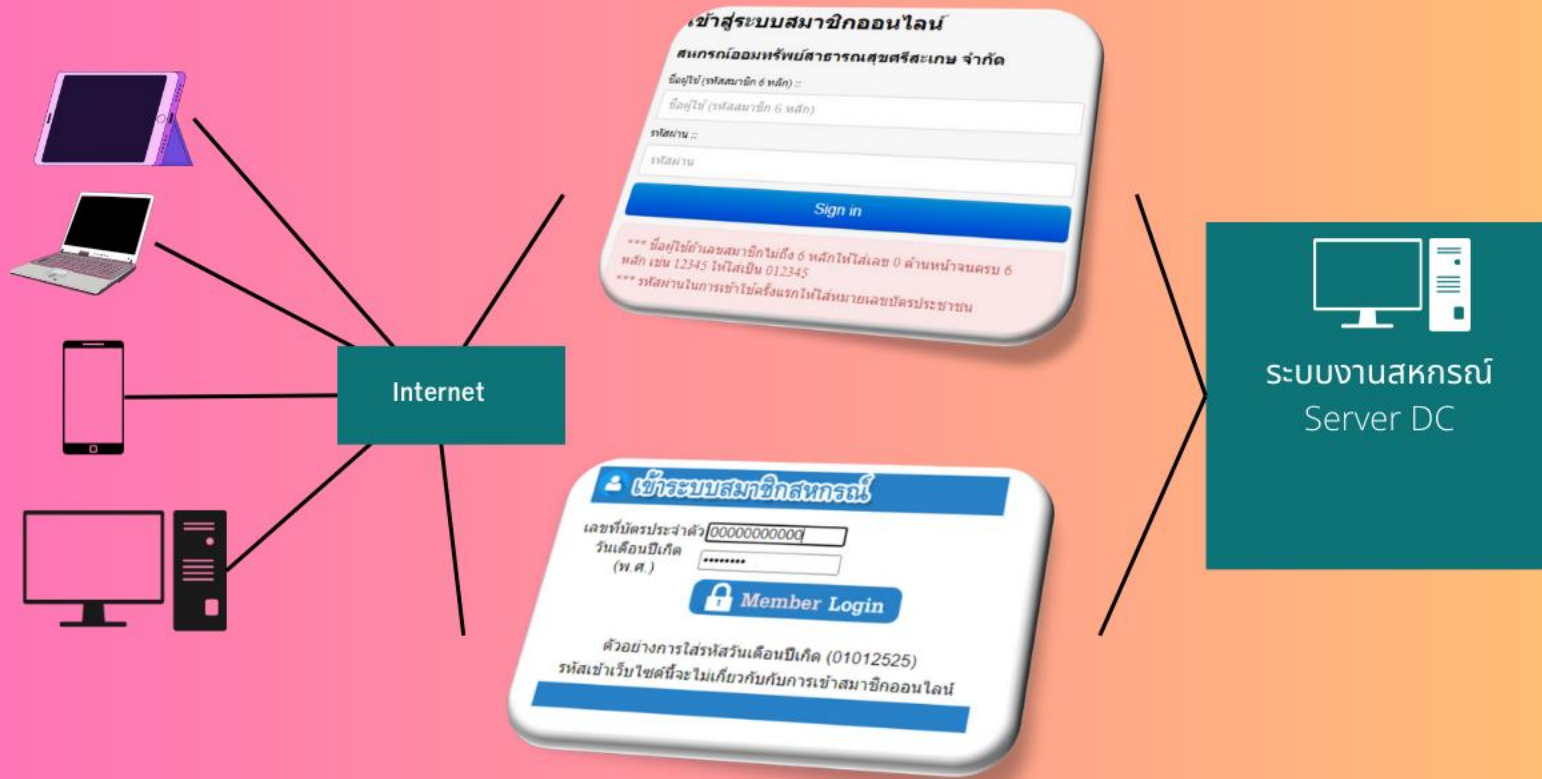 เข้าสู่ระบบสมาชิกออนไลน์
สหกรณ์ออมทรัพย์สาธารณสุขศรีสะเกษ จำกัด
ชื่อผู้ใช้ (รหัสสมาชิก 6 หลัก) ::
ชื่อผู้ใช้ (รหัสสมาชิก 6 หลัก)
รหัสผ่าน ::
รหัสผ่าน
Sign in
*** ชื่อผู้ใช้ถ้าเลขสมาชิกไม่ถึง 6 หลักให้ใส่เลข 0 ด้านหน้าจนครบ 6
หลัก เช่น 12345 ให้ใส่เป็น 012345
*** รหัสผ่านในการเข้าใช้ครั้งแรกให้ใส่หมายเลขบัตรประชาชน
Internet
ระบบงานสหกรณ์
Server DC
เข้าระบบสมาชิกสหกรณ์
เลขที่บัตรประจำตัว 00000000000
วันเดือนปีเกิด
(พ.ศ.) ••••••••
Member Login
ตัวอย่างการใส่รหัสวันเดือนปีเกิด (01012525)
รหัสเข้าเว็บไซต์นี้จะไม่เกี่ยวกับกับการเข้าสมาชิกออนไลน์